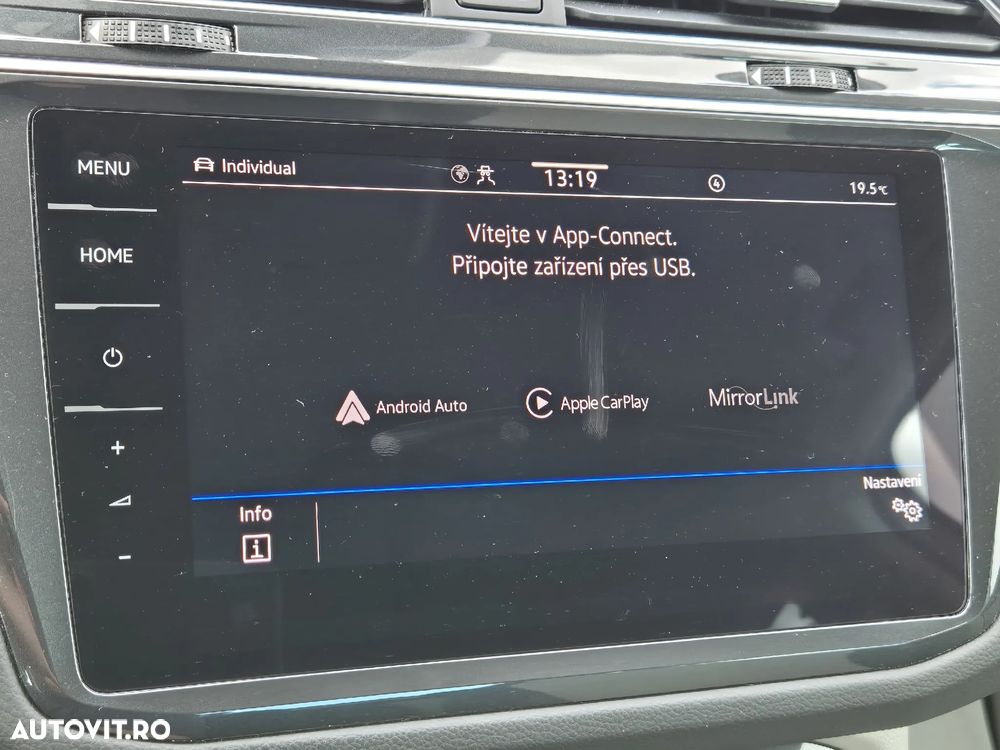 MENU
Individual
13:19
4
19.5°C
HOME
Vítejte v App-Connect.
Připojte zařízení přes USB.
Android Auto
Apple CarPlay
MirrorLink
+
-
Info
i
Nastavení
AUTOVIT.RO